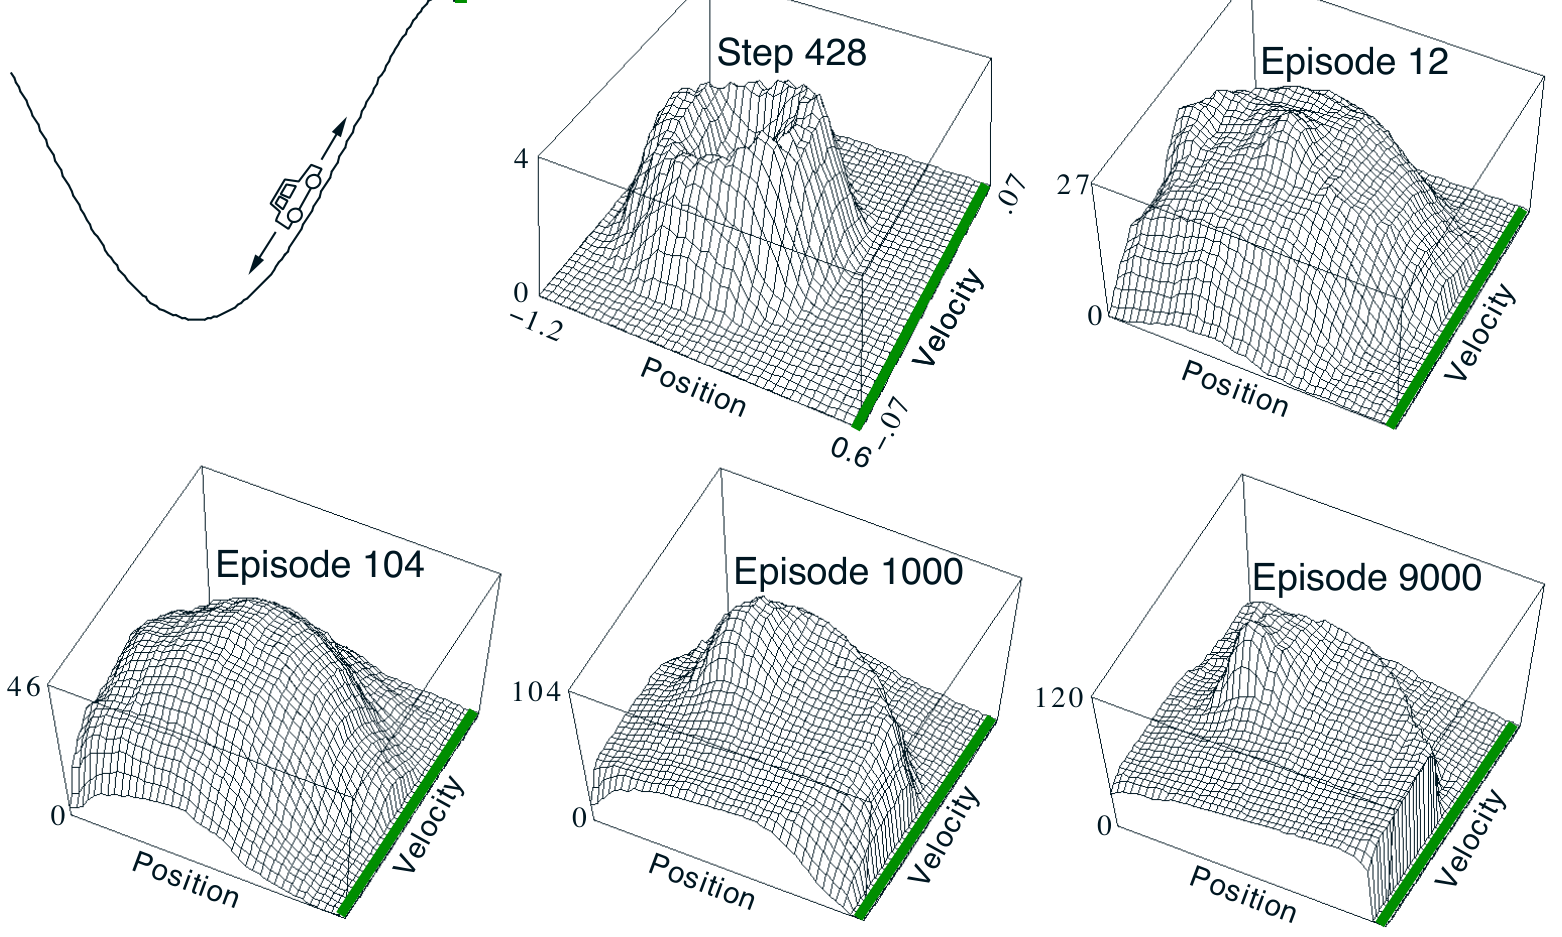 Step 428
4
0
−1.2
Position
0.6
−.07
Velocity
.07
Episode 12
27
0
Position
Velocity
Episode 104
46
0
Position
Velocity
Episode 1000
104
0
Position
Velocity
Episode 9000
120
0
Position
Velocity